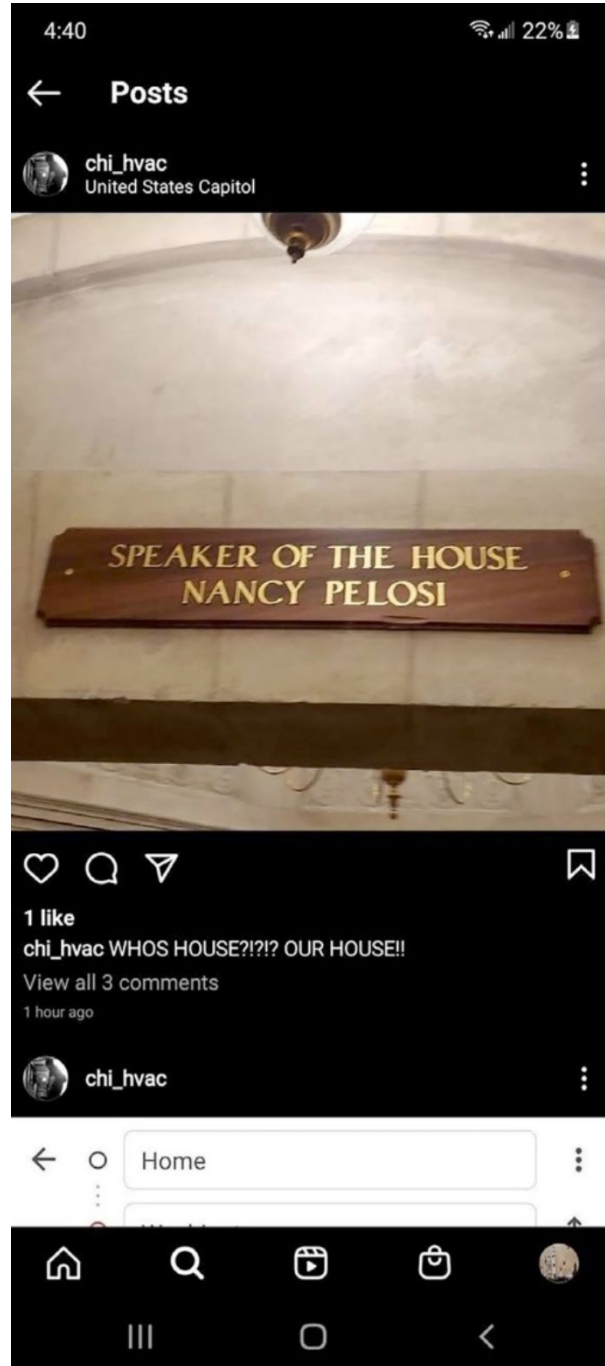 4:40
22%
Posts
chi_hvac
United States Capitol
SPEAKER OF THE HOUSE
NANCY PELOSI
1 like
chi_hvac WHOS HOUSE?!?!? OUR HOUSE!!
View all 3 comments
1 hour ago
chi_hvac
Home